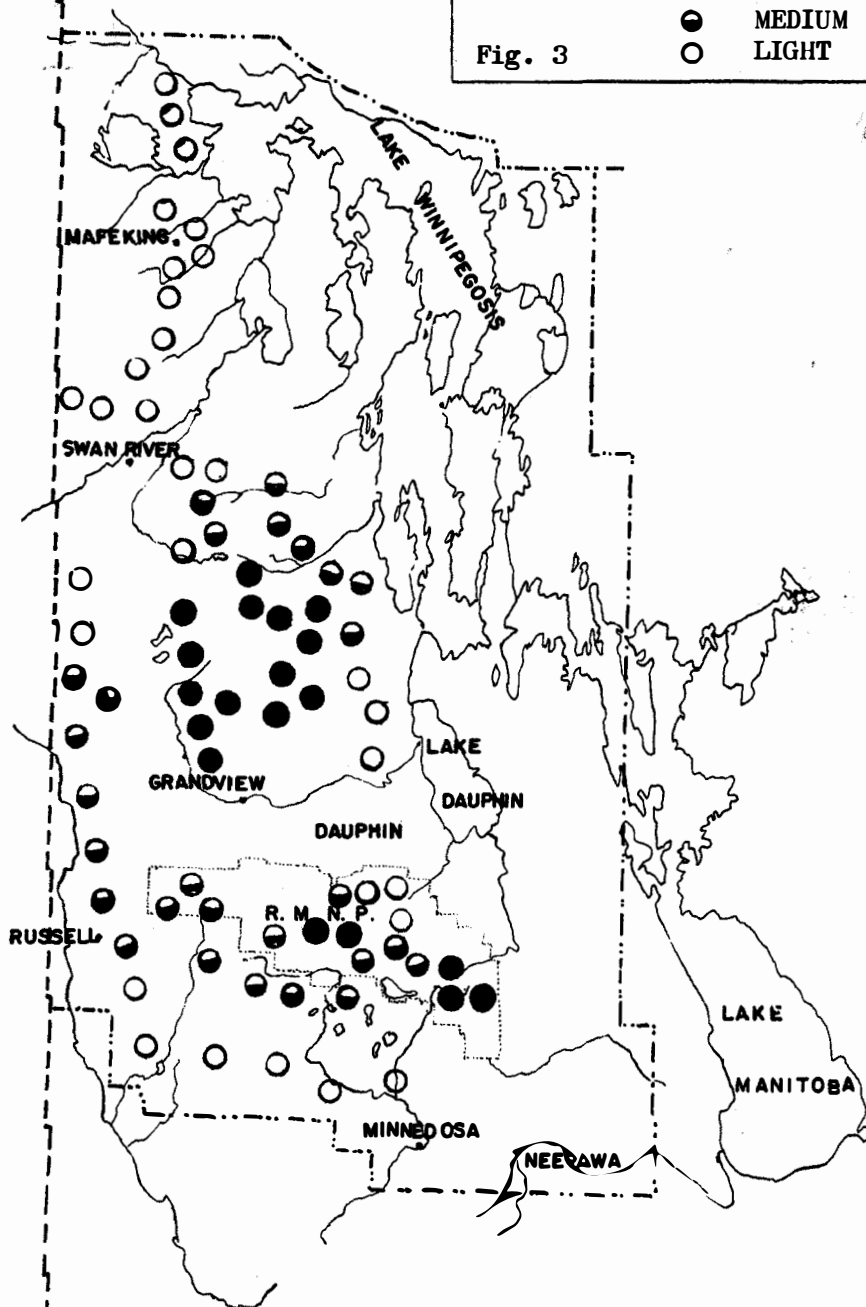 MEDIUM
Fig. 3 LIGHT
LAKE WINNIPEGOSIS
MAFEKING
SWAN RIVER
LAKE
GRANDVIEW
DAUPHIN
DAUPHIN
R. M. N. P.
RUSSELL
LAKE
MANITOBA
MINNEDOSA
NEEPAWA